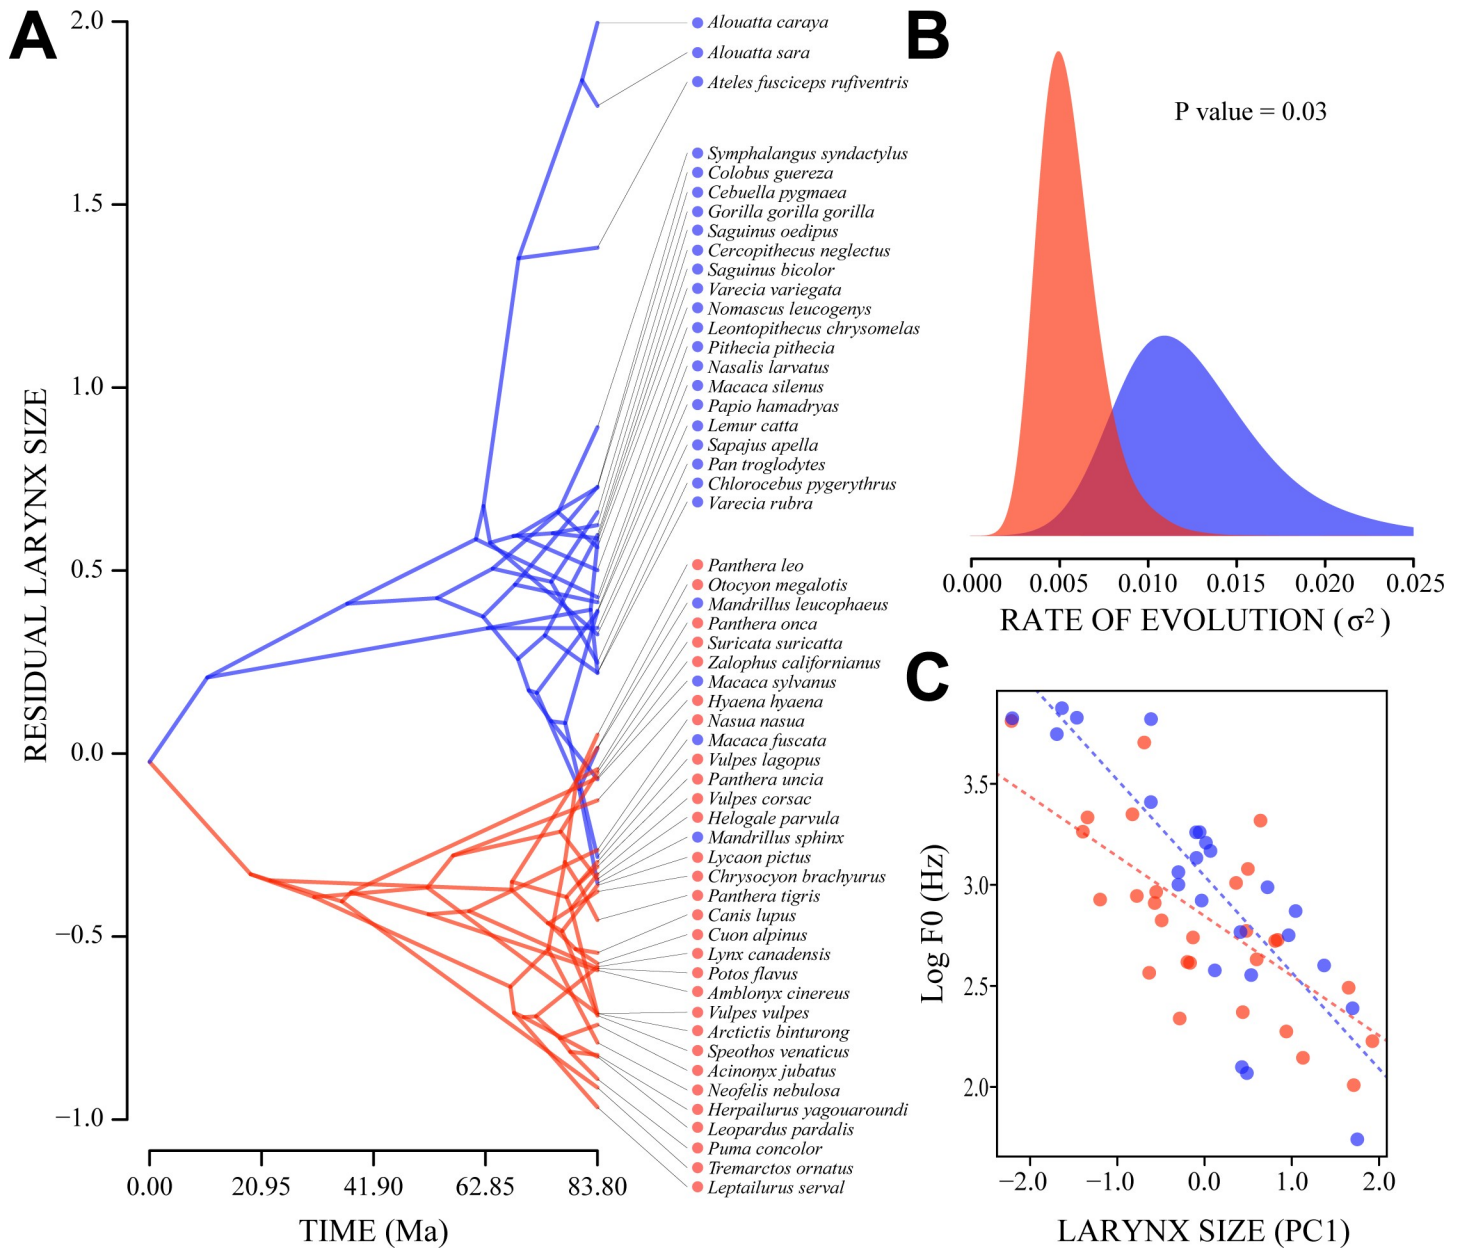 A
2.0
1.5
1.0
0.5
0.0
−0.5
−1.0
RESIDUAL LARYNX SIZE
0.00 20.95 41.90 62.85 83.80
TIME (Ma)
Alouatta caraya
Alouatta sara
Ateles fusciceps rufiventris
Symphalangus syndactylus
Colobus guereza
Cebuella pygmaea
Gorilla gorilla gorilla
Saguinus oedipus
Cercopithecus neglectus
Saguinus bicolor
Varecia variegata
Nomascus leucogenys
Leontopithecus chrysomelas
Pithecia pithecia
Nasalis larvatus
Macaca silenus
Papio hamadryas
Lemur catta
Sapajus apella
Pan troglodytes
Chlorocebus pygerythrus
Varecia rubra
Panthera leo
Otocyon megalotis
Mandrillus leucophaeus
Panthera onca
Suricata suricatta
Zalophus californianus
Macaca sylvanus
Hyaena hyaena
Nasua nasua
Macaca fuscata
Vulpes lagopus
Panthera uncia
Vulpes corsac
Helogale parvula
Mandrillus sphinx
Lycaon pictus
Chrysocyon brachyurus
Panthera tigris
Canis lupus
Cuon alpinus
Lynx canadensis
Potos flavus
Amblonyx cinereus
Vulpes vulpes
Arctictis binturong
Speothos venaticus
Acinonyx jubatus
Neofelis nebulosa
Herpailurus yagouaroundi
Leopardus pardalis
Puma concolor
Tremarctos ornatus
Leptailurus serval
B
P value = 0.03
0.000 0.005 0.010 0.015 0.020 0.025
RATE OF EVOLUTION (σ²)
C
3.5
3.0
2.5
2.0
Log F0 (Hz)
−2.0 −1.0 0.0 1.0 2.0
LARYNX SIZE (PC1)